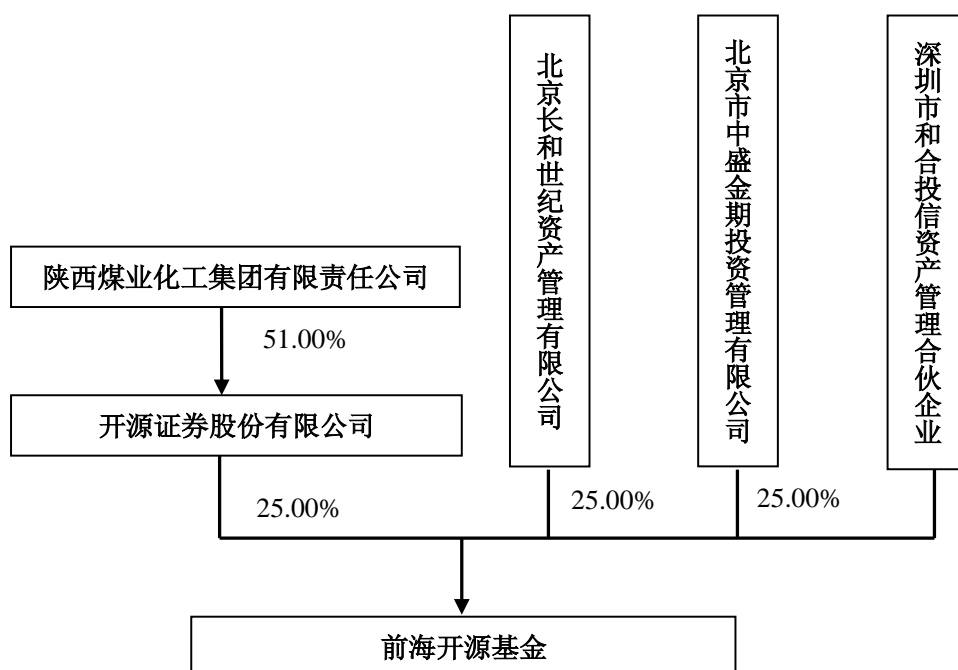 北京长和世纪资产管理有限公司
北京市中盛金期投资管理有限公司
深圳市和合投信资产管理合伙企业
陕西煤业化工集团有限责任公司
51.00%
开源证券股份有限公司
25.00%
25.00%
25.00%
前海开源基金